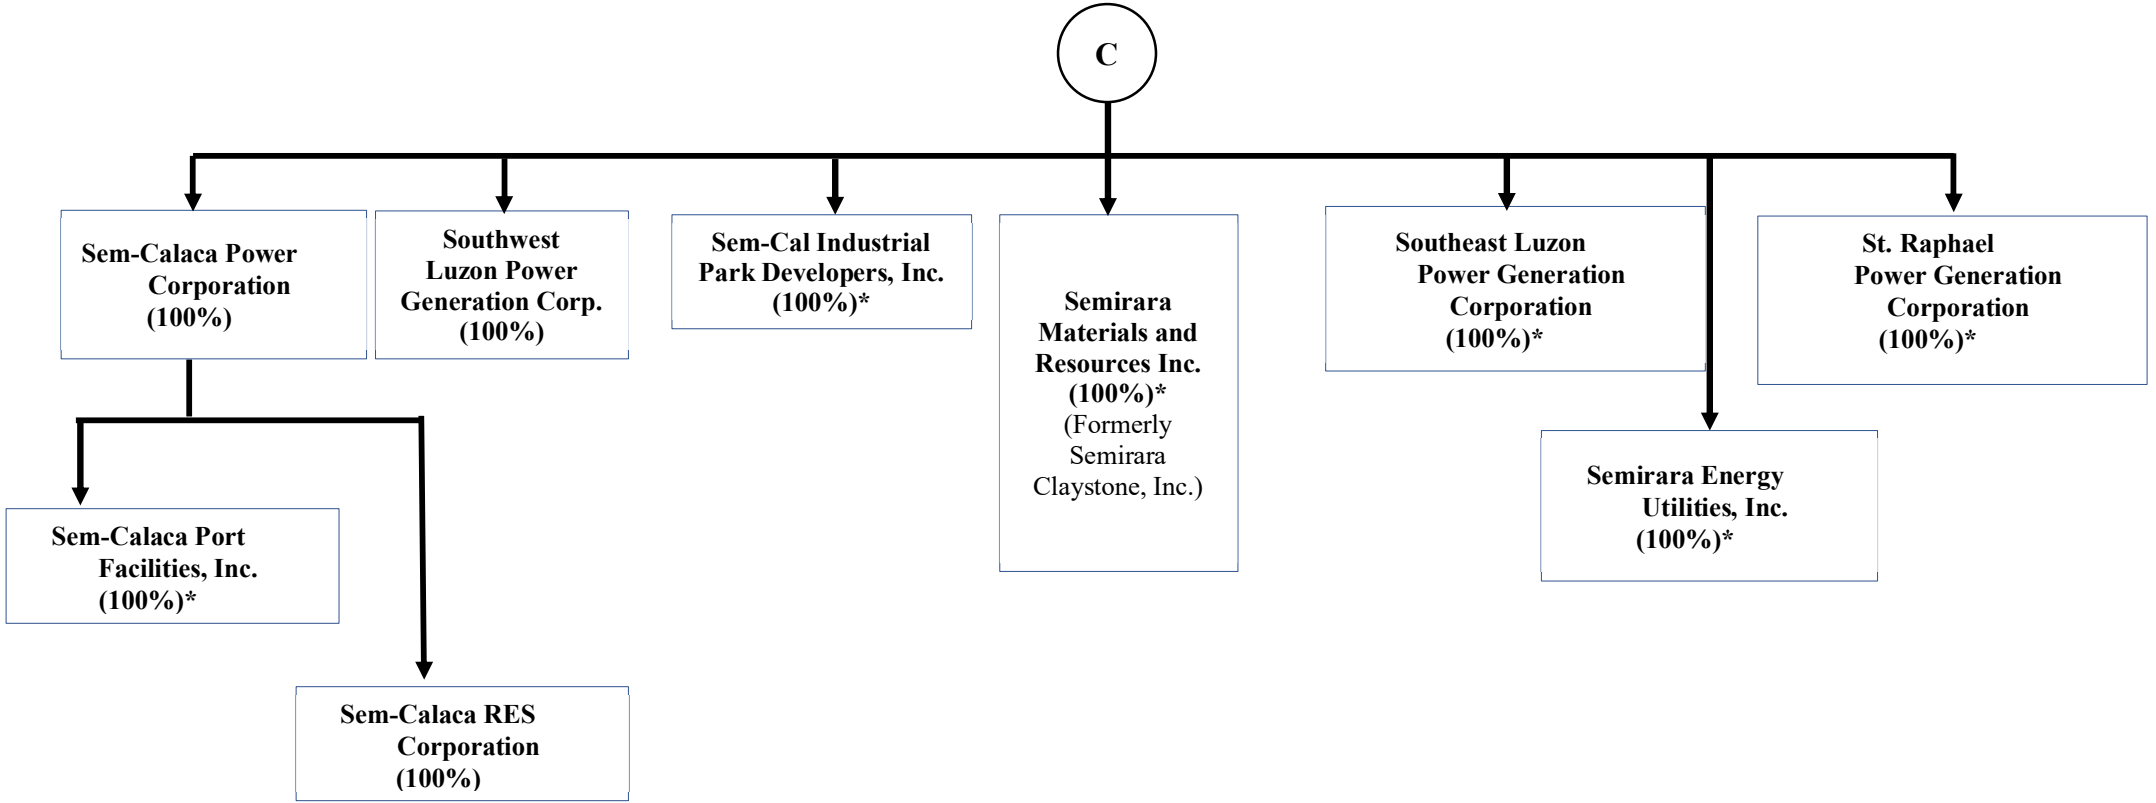 C
Sem-Calaca Power
Corporation
(100%)
Southwest
Luzon Power
Generation Corp.
(100%)
Sem-Cal Industrial
Park Developers, Inc.
(100%)*
Semirara
Materials and
Resources Inc.
(100%)*
(Formerly
Semirara
Claystone, Inc.)
Southeast Luzon
Power Generation
Corporation
(100%)*
St. Raphael
Power Generation
Corporation
(100%)*
Semirara Energy
Utilities, Inc.
(100%)*
Sem-Calaca Port
Facilities, Inc.
(100%)*
Sem-Calaca RES
Corporation
(100%)